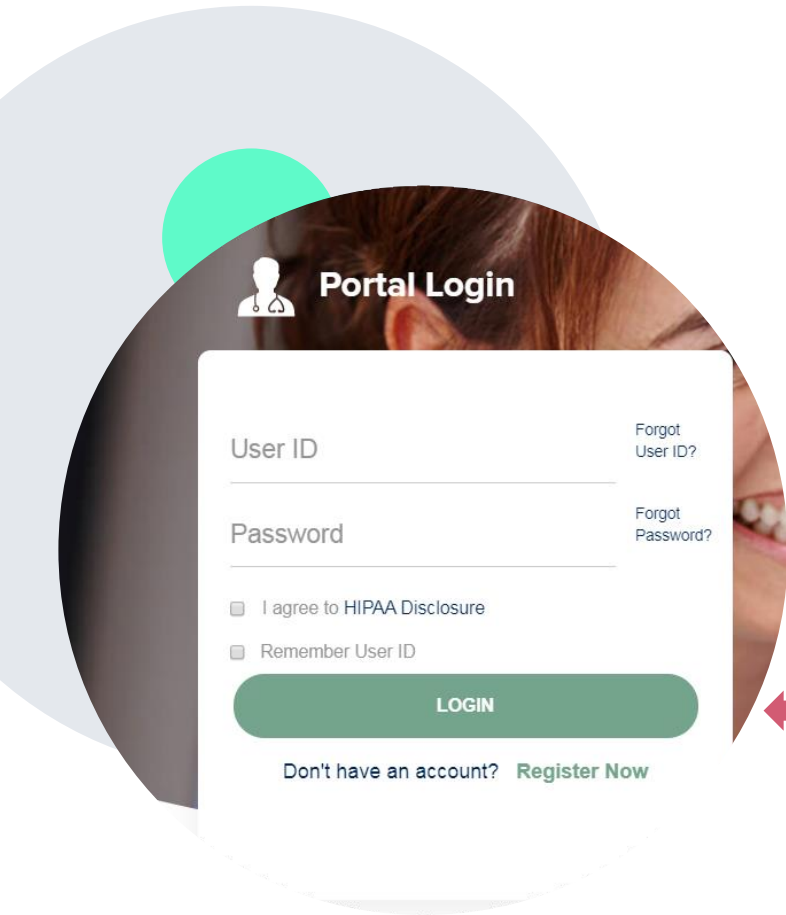 Portal Login
User ID
Forgot
User ID?
Password
Forgot
Password?
I agree to HIPAA Disclosure
Remember User ID
LOGIN
Don't have an account? Register Now